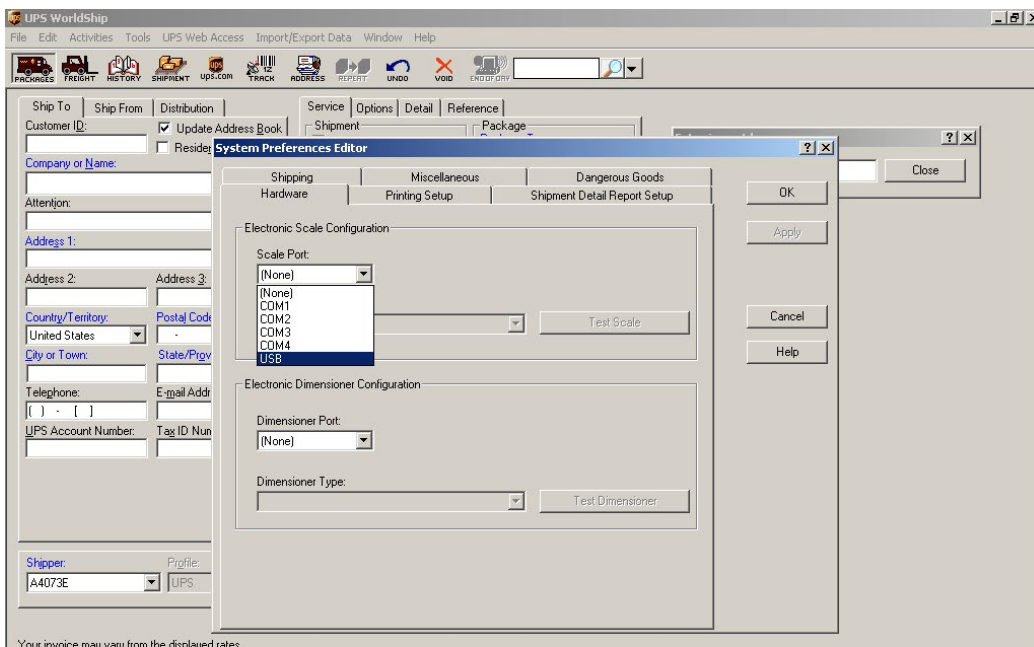 UPS WorldShip
File Edit Activities Tools UPS Web Access Import/Export Data Window Help
PACKAGES FREIGHT HISTORY SHIPMENT ups.com TRACK ADDRESS REPEAT UNDO VOID END OF DAY
Ship To Ship From Distribution Service Options Detail Reference
Customer ID: Update Address Book Shipment Package
Company or Name:
System Preferences Editor
Close
Shipping Miscellaneous Dangerous Goods
Hardware Printing Setup Shipment Detail Report Setup
OK
Attention:
Electronic Scale Configuration
Apply
Address 1:
Scale Port:
(None)
Address 2: Address 3:
(None)
COM1
COM2
COM3
COM4
USB
Test Scale
Cancel
Help
Country/Territory: Postal Code
United States -
City or Town: State/Prov
Telephone: E-mail Addr
( ) - [ ]
UPS Account Number: Tax ID Num
Electronic Dimensioner Configuration
Dimensioner Port:
(None)
Dimensioner Type:
Test Dimensioner
Shipper: Profile:
A4073E UPS
Your invoice may vary from the displayed rates.